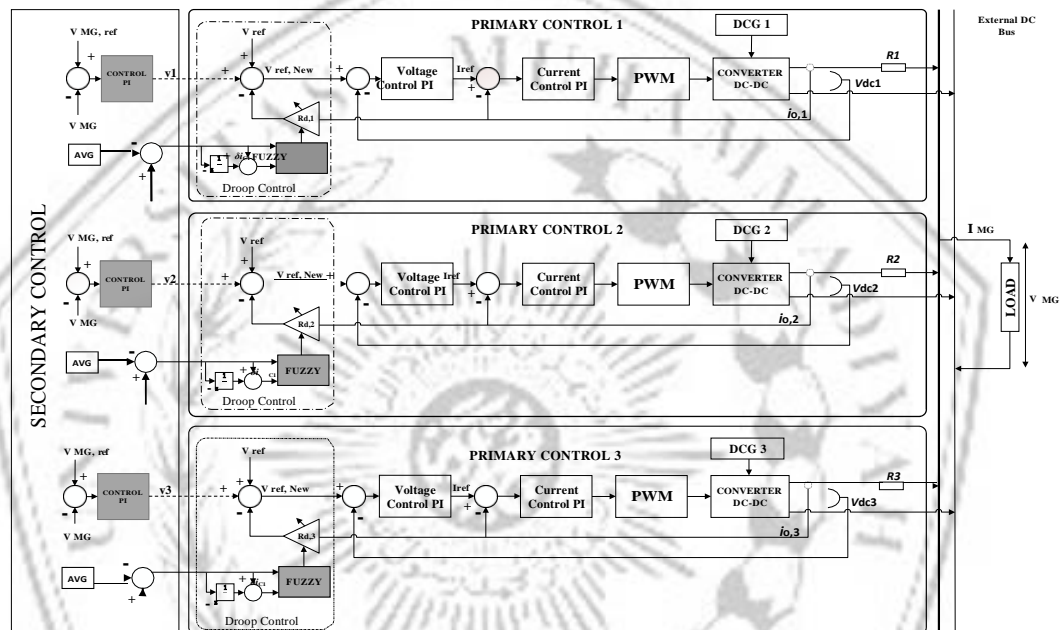 SECONDARY CONTROL
PRIMARY CONTROL 1
V MG, ref
+
-
CONTROL
PI
v1
V MG
AVG
-
+
V ref
+
+
-
V ref, New
+
-
Voltage
Control PI
Iref
+
-
Current
Control PI
PWM
DCG 1
CONVERTER
DC-DC
R1
Vdc1
io,1
Rd,1
FUZZY
Droop Control
External DC
Bus
PRIMARY CONTROL 2
V MG, ref
+
-
CONTROL
PI
v2
V MG
AVG
-
+
V ref
+
+
-
V ref, New
+
-
Voltage
Control PI
Iref
+
-
Current
Control PI
PWM
DCG 2
CONVERTER
DC-DC
R2
Vdc2
io,2
Rd,2
FUZZY
Droop Control
I MG
LOAD
V MG
PRIMARY CONTROL 3
V MG, ref
+
-
CONTROL
PI
v3
V MG
AVG
-
+
V ref
+
+
-
V ref, New
+
-
Voltage
Control PI
Iref
+
-
Current
Control PI
PWM
DCG 3
CONVERTER
DC-DC
R3
Vdc3
io,3
Rd,3
FUZZY
Droop Control